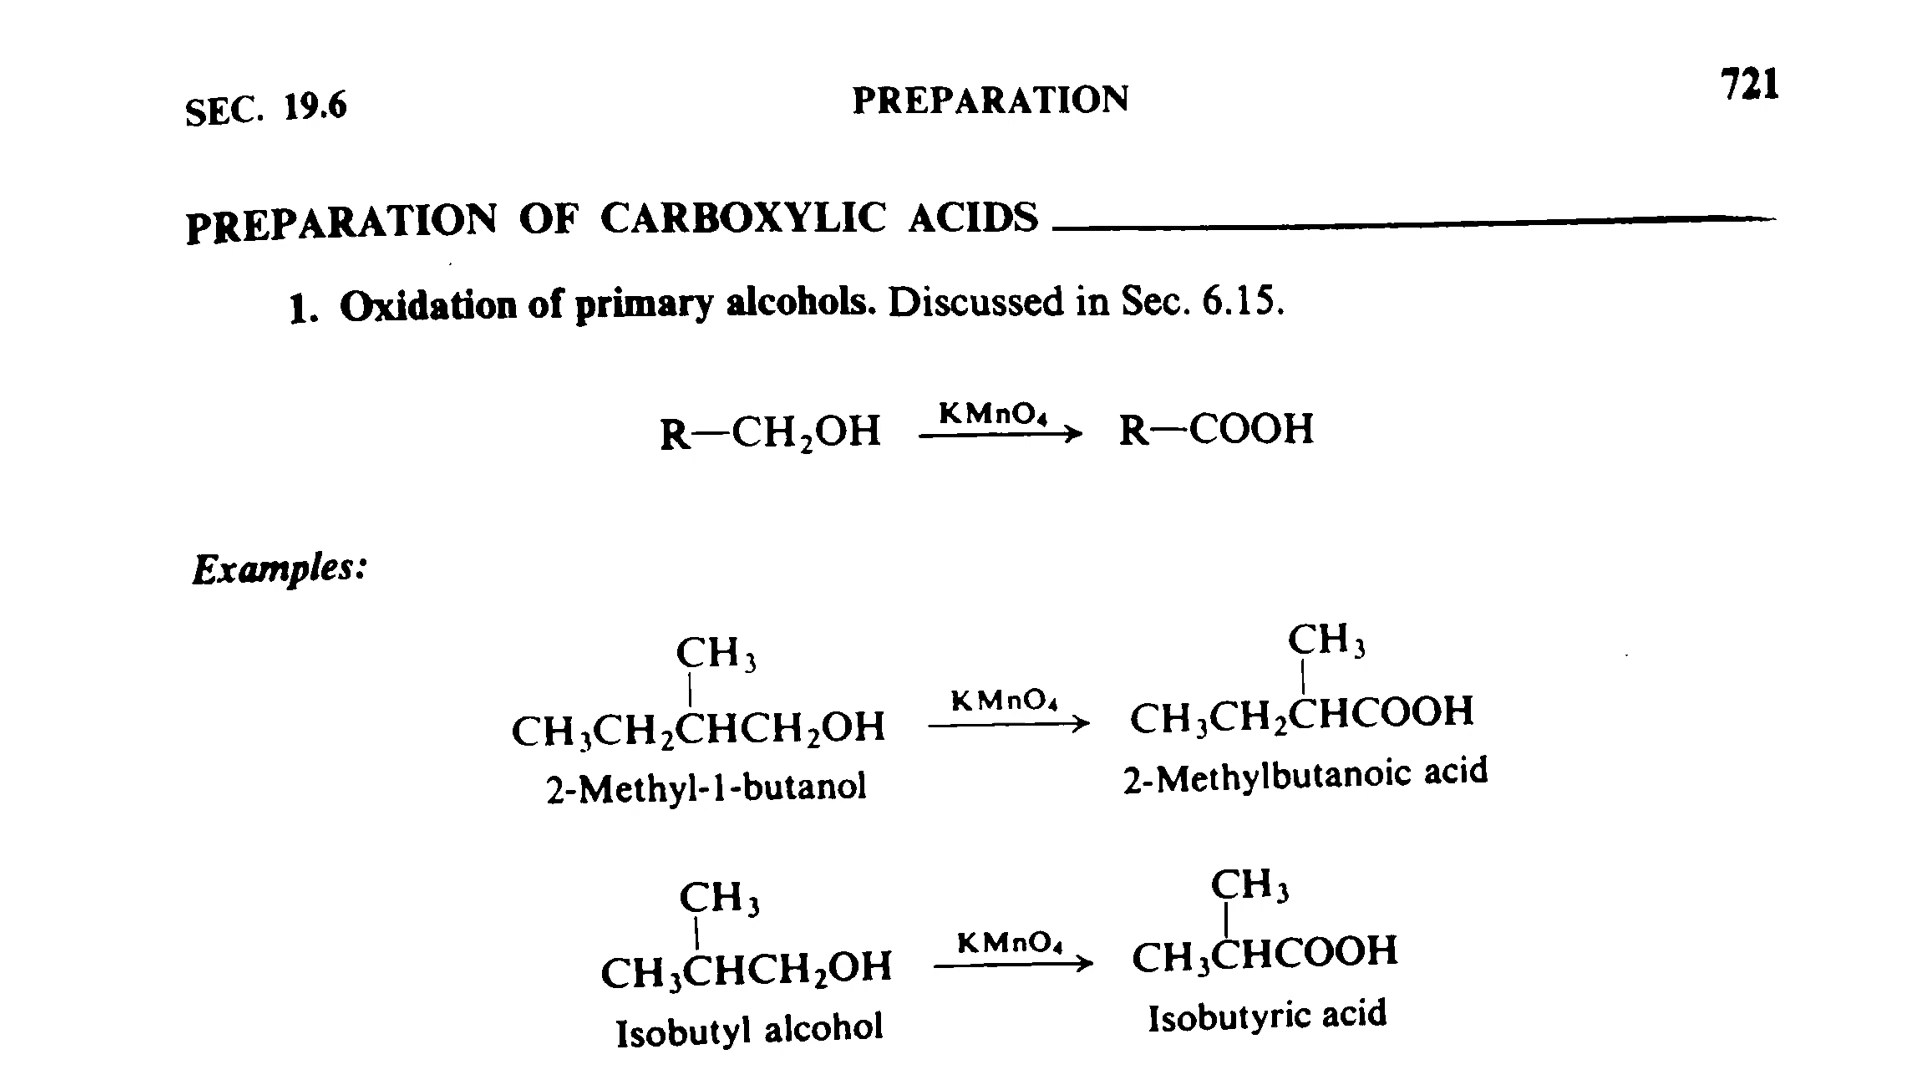 SEC. 19.6 PREPARATION 721
PREPARATION OF CARBOXYLIC ACIDS
1. Oxidation of primary alcohols. Discussed in Sec. 6.15.
R—CH₂OH KMnO₄ R—COOH
Examples:
CH₃ CH₃
CH₃CH₂CHCH₂OH KMnO₄ CH₃CH₂CHCOOH
2-Methyl-1-butanol 2-Methylbutanoic acid
CH₃ CH₃
CH₃CHCH₂OH KMnO₄ CH₃CHCOOH
Isobutyl alcohol Isobutyric acid